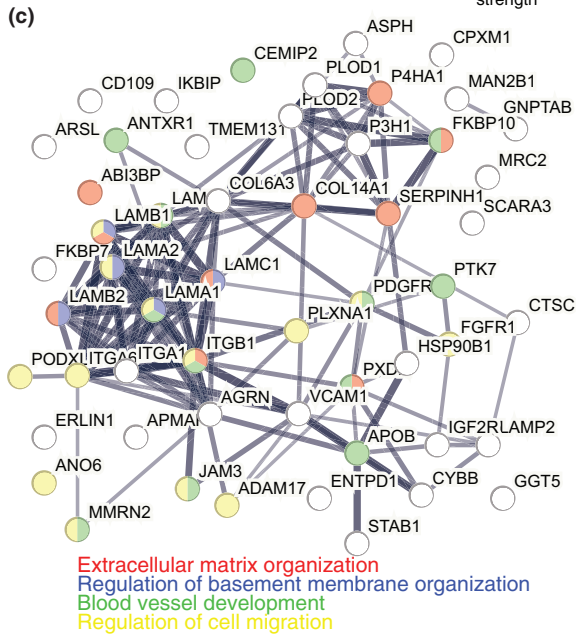 strength
(c)
ASPH
CPXM1
CEMIP2
PLOD1
P4HA1
MAN2B1
CD109
IKBIP
PLOD2
GNPTAB
ARSL
ANTXR1
TMEM131
P3H1
FKBP10
MRC2
ABI3BP
LAM
COL6A3
COL14A1
SERPINH1
SCARA3
LAMB1
FKBP7
LAMA2
LAMC1
PTK7
LAMB2
LAMA1
PDGFR
CTSC
PLXNA1
FGFR1
HSP90B1
PODXL
ITGA6
ITGA1
ITGB1
PXD
AGRN
VCAM1
ERLIN1
APMAP
APOB
IGF2R
LAMP2
ANO6
JAM3
ADAM17
ENTPD1
CYBB
GGT5
MMRN2
STAB1
Extracellular matrix organization
Regulation of basement membrane organization
Blood vessel development
Regulation of cell migration